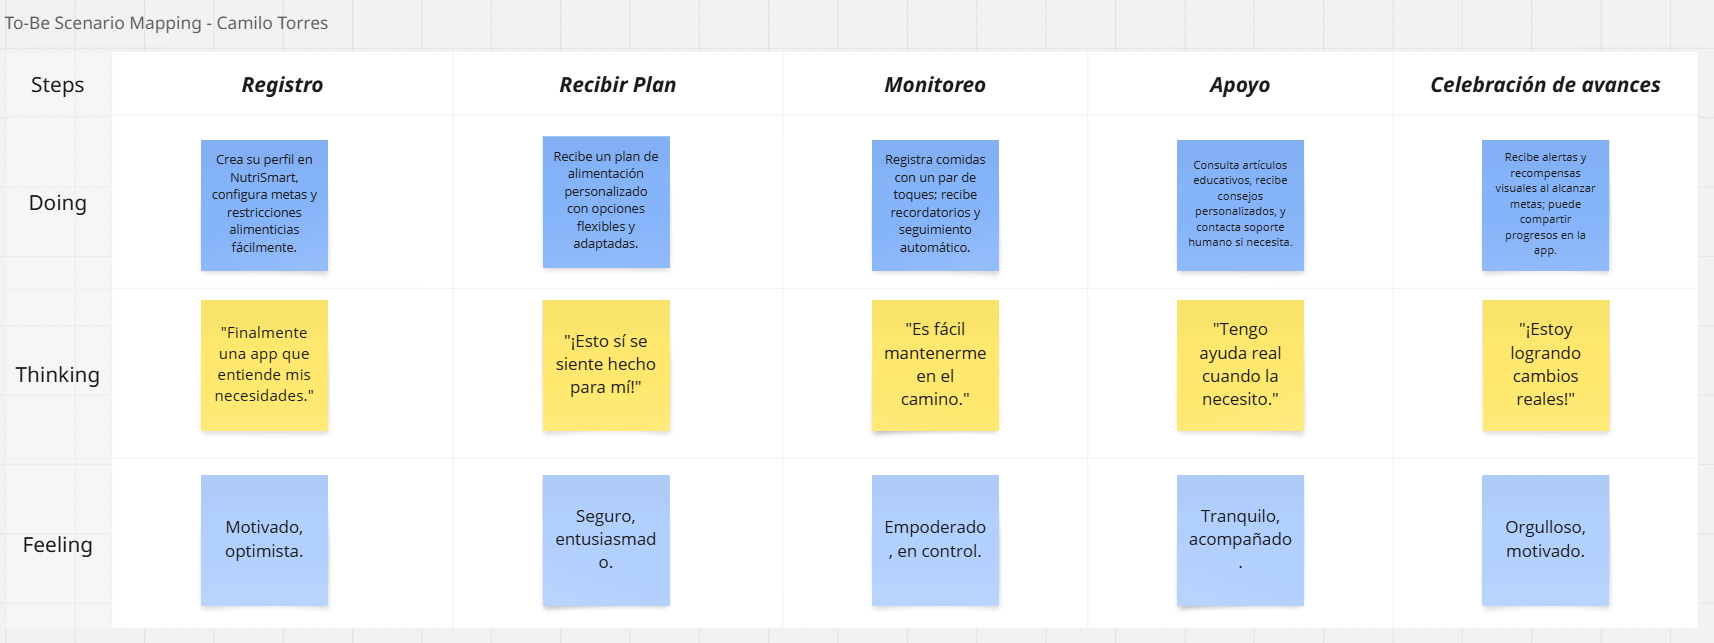 To-Be Scenario Mapping - Camilo Torres
Steps
Registro
Recibir Plan
Monitoreo
Apoyo
Celebración de avances
Doing
Crea su perfil en
NutriSmart,
configura metas y
restricciones
alimenticias
fácilmente.
Recibe un plan de
alimentación
personalizado
con opciones
flexibles y
adaptadas.
Registra comidas
con un par de
toques; recibe
recordatorios y
seguimiento
automático.
Consulta artículos
educativos, recibe
consejos
personalizados, y
contacta soporte
humano si necesita.
Recibe alertas y
recompensas
visuales al alcanzar
metas; puede
compartir
progresos en la
app.
Thinking
"Finalmente
una app que
entiende mis
necesidades."
"¡Esto sí se
siente hecho
para mí!"
"Es fácil
mantenerme
en el
camino."
"Tengo
ayuda real
cuando la
necesito."
"¡Estoy
logrando
cambios
reales!"
Feeling
Motivado,
optimista.
Seguro,
entusiasmad
o.
Empoderado
, en control.
Tranquilo,
acompañado
.
Orgulloso,
motivado.